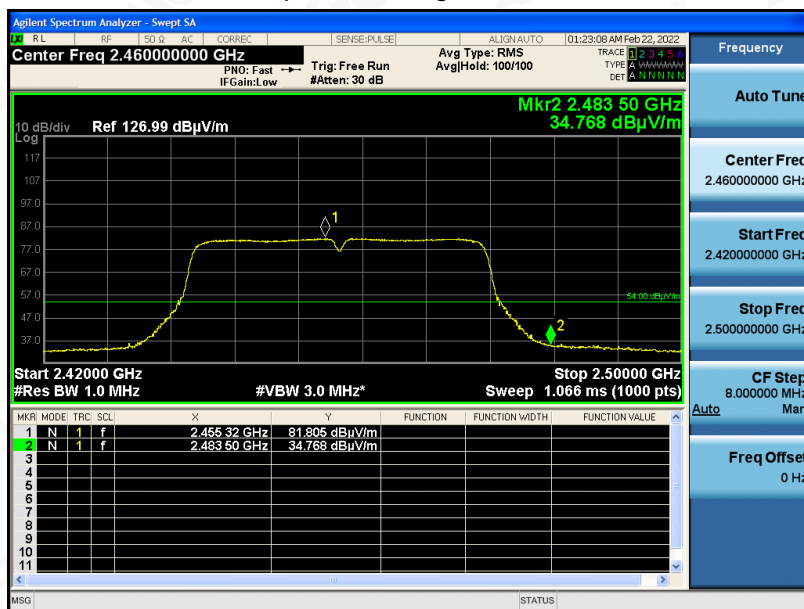 Agilent Spectrum Analyzer - Swept SA
LXI RL RF 50 Ω AC CORREC SENSE:PULSE ALIGN AUTO 01:23:08 AM Feb 22, 2022
Center Freq 2.460000000 GHz
PNO: Fast
IFGain:Low
Trig: Free Run
#Atten: 30 dB
Avg Type: RMS
Avg|Hold: 100/100
TRACE 1 2 3 4 5 6
TYPE A WWWWW
DET A N N N N N
Mkr2 2.483 50 GHz
34.768 dBµV/m
10 dB/div Ref 126.99 dBµV/m
Log
117
107
97.0
87.0
77.0
67.0
57.0
47.0
37.0
1
54.00 dBµV/m
2
Start 2.42000 GHz Stop 2.50000 GHz
#Res BW 1.0 MHz #VBW 3.0 MHz* Sweep 1.066 ms (1000 pts)
MKR MODE TRC SCL X Y FUNCTION FUNCTION WIDTH FUNCTION VALUE
1 N 1 f 2.455 32 GHz 81.805 dBµV/m
2 N 1 f 2.483 50 GHz 34.768 dBµV/m
3
4
5
6
7
8
9
10
11
MSG STATUS
Frequency
Auto Tune
Center Freq
2.460000000 GHz
Start Freq
2.420000000 GHz
Stop Freq
2.500000000 GHz
CF Step
8.000000 MHz
Auto Man
Freq Offset
0 Hz